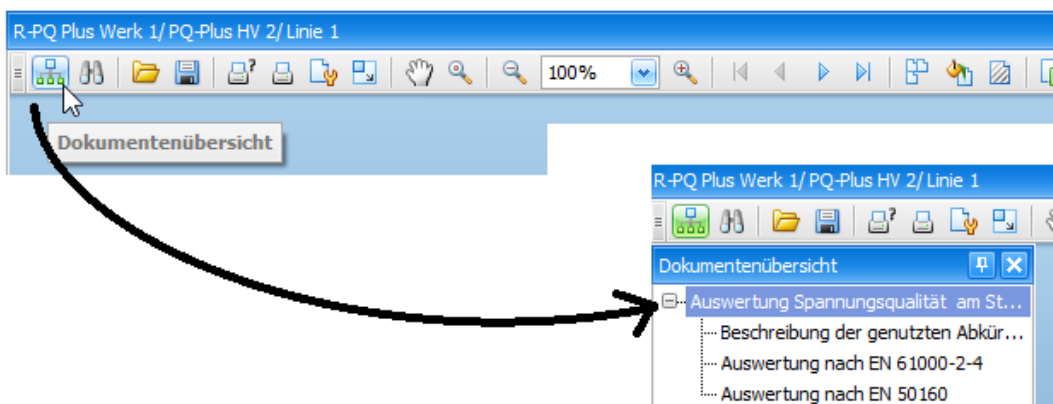 R-PQ Plus Werk 1/ PQ-Plus HV 2/ Linie 1
100%
Dokumentenübersicht
R-PQ Plus Werk 1/ PQ-Plus HV 2/ Linie 1
Dokumentenübersicht
Auswertung Spannungsqualität am St...
Beschreibung der genutzten Abkür...
Auswertung nach EN 61000-2-4
Auswertung nach EN 50160